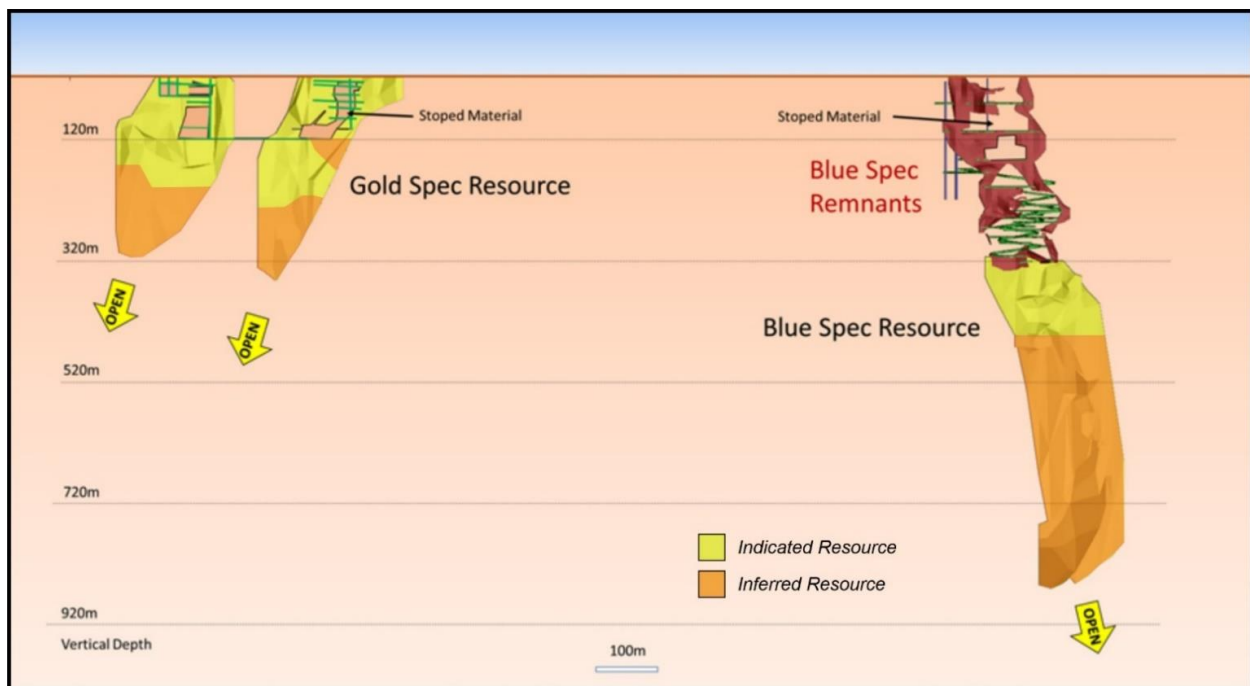 120m
Stoped Material
Gold Spec Resource
Stoped Material
Blue Spec
Remnants
320m
OPEN
OPEN
Blue Spec Resource
520m
720m
Indicated Resource
Inferred Resource
920m
OPEN
Vertical Depth
100m